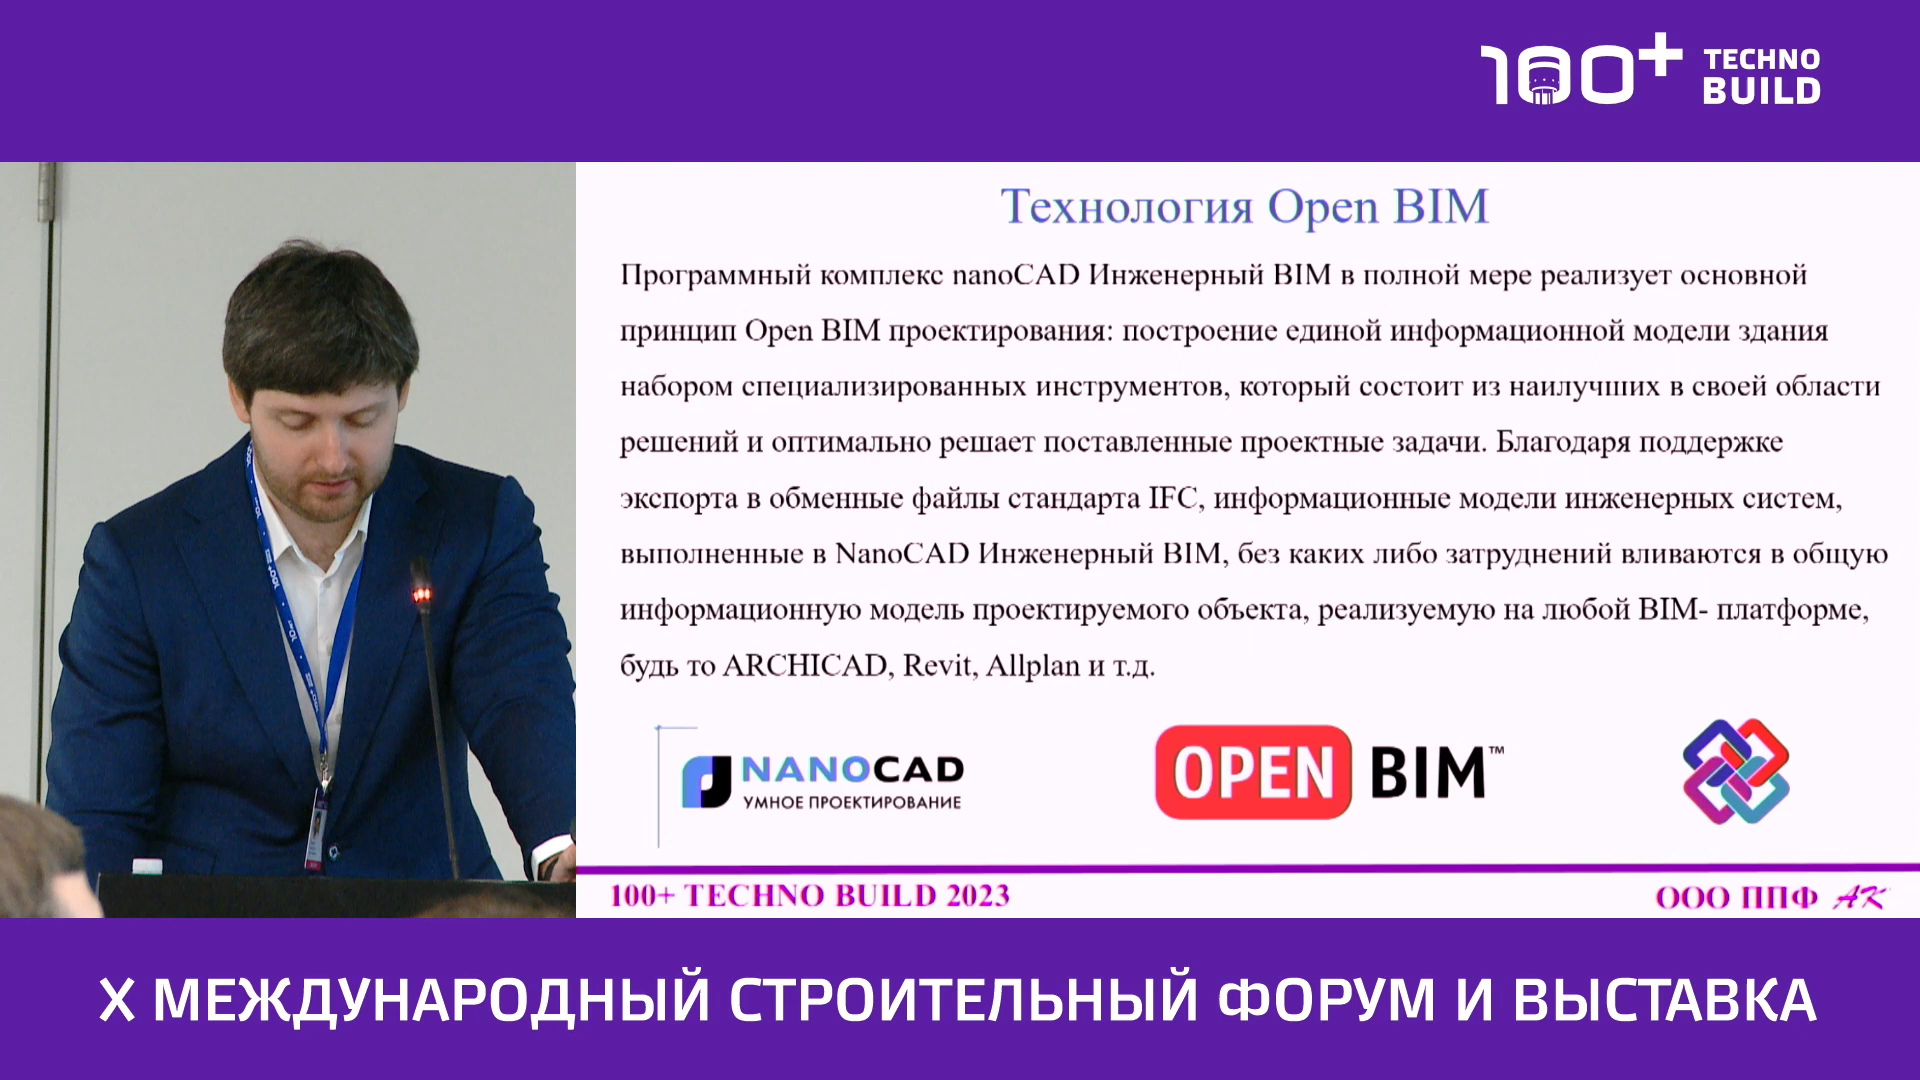 100+ TECHNO
BUILD
Технология Open BIM
Программный комплекс nanoCAD Инженерный BIM в полной мере реализует основной
принцип Open BIM проектирования: построение единой информационной модели здания
набором специализированных инструментов, который состоит из наилучших в своей области
решений и оптимально решает поставленные проектные задачи. Благодаря поддержке
экспорта в обменные файлы стандарта IFC, информационные модели инженерных систем,
выполненные в NanoCAD Инженерный BIM, без каких либо затруднений вливаются в общую
информационную модель проектируемого объекта, реализуемую на любой BIM- платформе,
будь то ARCHICAD, Revit, Allplan и т.д.
NANOCAD
УМНОЕ ПРОЕКТИРОВАНИЕ
OPEN BIM™
100+ TECHNO BUILD 2023
ООО ППФ АК
X МЕЖДУНАРОДНЫЙ СТРОИТЕЛЬНЫЙ ФОРУМ И ВЫСТАВКА